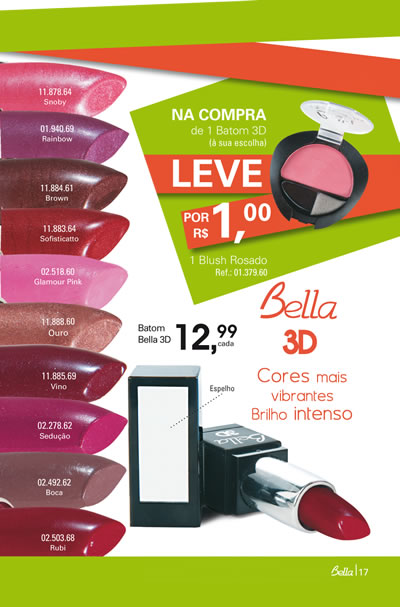 11.878.64
Snoby
01.940.69
Rainbow
11.884.61
Brown
11.883.64
Sofisticatto
02.518.60
Glamour Pink
11.888.60
Ouro
11.885.69
Vino
02.278.62
Sedução
02.492.62
Boca
02.503.68
Rubi
NA COMPRA
de 1 Batom 3D
(à sua escolha)
LEVE
POR
R$ 1,00
1 Blush Rosado
Ref.: 01.379.60
Bella
3D
Batom
Bella 3D 12,99
cada
Cores mais
vibrantes
Brilho intenso
Espelho
Bella
3D
Bella | 17